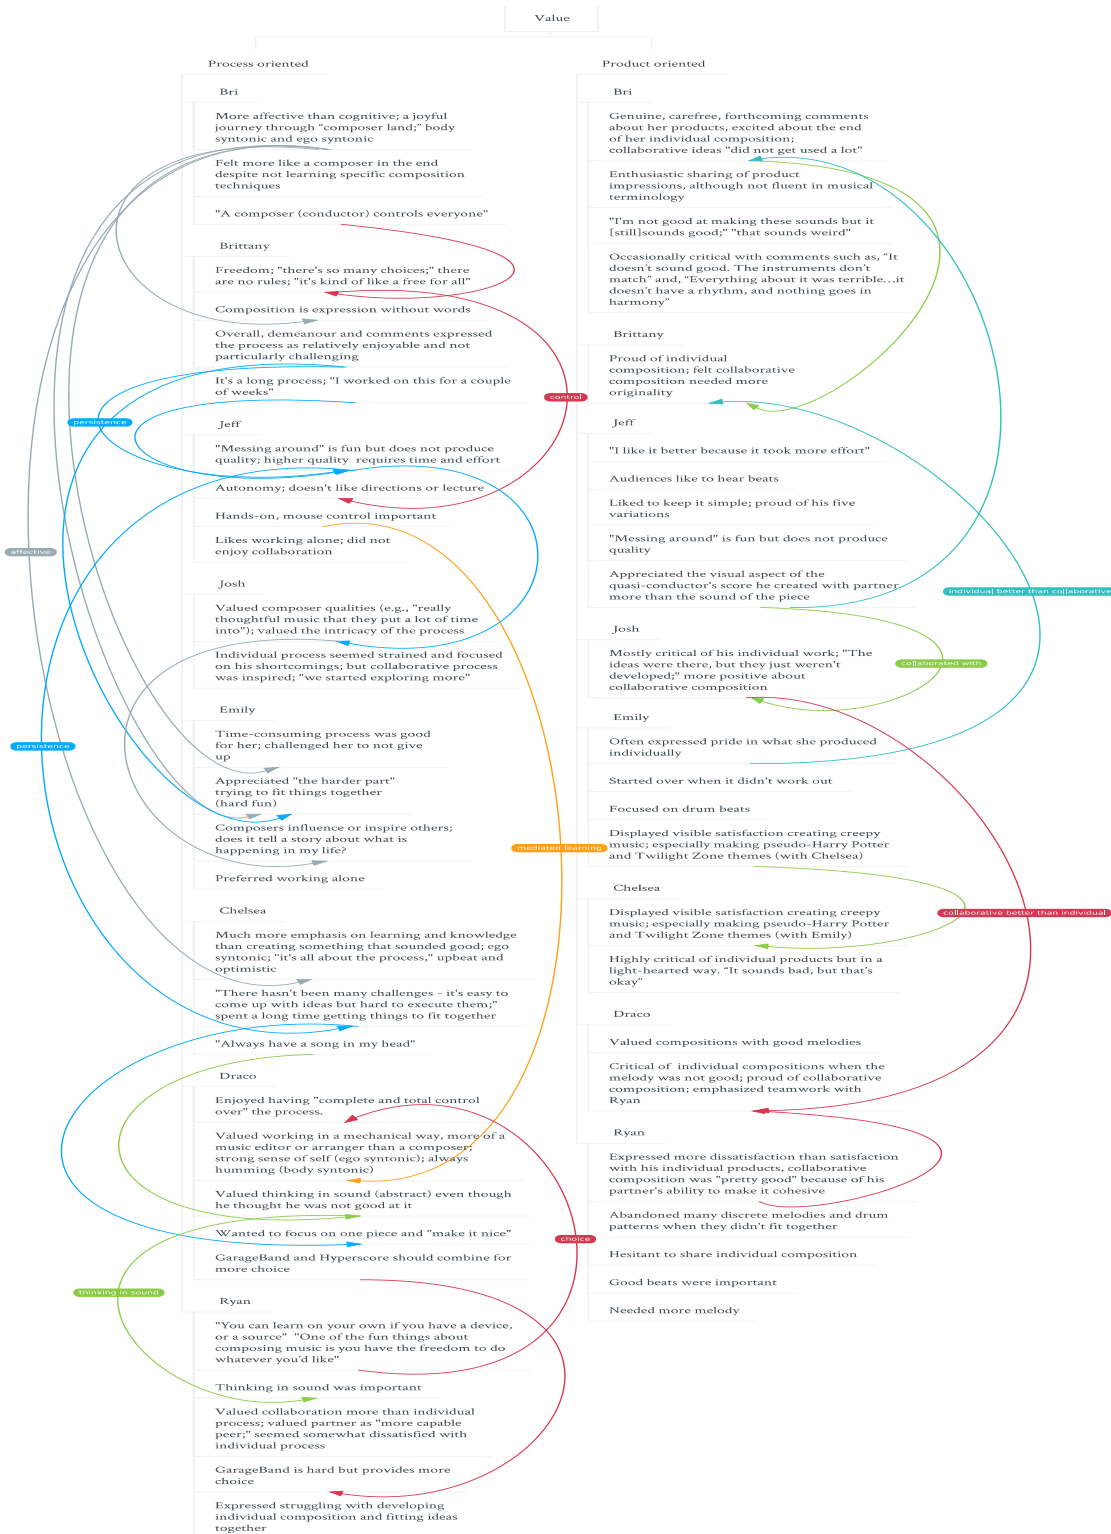 Value
Process oriented
Bri
More affective than cognitive; a joyful
journey through "composer land;" body
syntonic and ego syntonic
Felt more like a composer in the end
despite not learning specific composition
techniques
"A composer (conductor) controls everyone"
Brittany
Freedom; "there's so many choices;" there
are no rules; "it's kind of like a free for all"
Composition is expression without words
Overall, demeanour and comments expressed
the process as relatively enjoyable and not
particularly challenging
It's a long process; "I worked on this for a couple
of weeks"
Jeff
"Messing around" is fun but does not produce
quality; higher quality requires time and effort
Autonomy; doesn't like directions or lecture
Hands-on, mouse control important
Likes working alone; did not
enjoy collaboration
Josh
Valued composer qualities (e.g., "really
thoughtful music that they put a lot of time
into"); valued the intricacy of the process
Individual process seemed strained and focused
on his shortcomings; but collaborative process
was inspired; "we started exploring more"
Emily
Time-consuming process was good
for her; challenged her to not give
up
Appreciated "the harder part"
trying to fit things together
(hard fun)
Composers influence or inspire others;
does it tell a story about what is
happening in my life?
Preferred working alone
Chelsea
Much more emphasis on learning and knowledge
than creating something that sounded good; ego
syntonic; "it's all about the process," upbeat and
optimistic
"There hasn't been many challenges - it's easy to
come up with ideas but hard to execute them;"
spent a long time getting things to fit together
"Always have a song in my head"
Draco
Enjoyed having "complete and total control
over" the process.
Valued working in a mechanical way, more of a
music editor or arranger than a composer;
strong sense of self (ego syntonic); always
humming (body syntonic)
Valued thinking in sound (abstract) even though
he thought he was not good at it
Wanted to focus on one piece and "make it nice"
GarageBand and Hyperscore should combine for
more choice
Ryan
"You can learn on your own if you have a device,
or a source" "One of the fun things about
composing music is you have the freedom to do
whatever you'd like"
Thinking in sound was important
Valued collaboration more than individual
process; valued partner as "more capable
peer;" seemed somewhat dissatisfied with
individual process
GarageBand is hard but provides more
choice
Expressed struggling with developing
individual composition and fitting ideas
together
Product oriented
Bri
Genuine, carefree, forthcoming comments
about her products, excited about the end
of her individual composition;
collaborative ideas "did not get used a lot"
Enthusiastic sharing of product
impressions, although not fluent in musical
terminology
"I'm not good at making these sounds but it
[still]sounds good;" "that sounds weird"
Occasionally critical with comments such as, "It
doesn't sound good. The instruments don't
match" and, "Everything about it was terrible...it
doesn't have a rhythm, and nothing goes in
harmony"
Brittany
Proud of individual
composition; felt collaborative
composition needed more
originality
Jeff
"I like it better because it took more effort"
Audiences like to hear beats
Liked to keep it simple; proud of his five
variations
"Messing around" is fun but does not produce
quality
Appreciated the visual aspect of the
quasi-conductor's score he created with partner
more than the sound of the piece
Josh
Mostly critical of his individual work; "The
ideas were there, but they just weren't
developed;" more positive about
collaborative composition
Emily
Often expressed pride in what she produced
individually
Started over when it didn't work out
Focused on drum beats
Displayed visible satisfaction creating creepy
music; especially making pseudo-Harry Potter
and Twilight Zone themes (with Chelsea)
Chelsea
Displayed visible satisfaction creating creepy
music; especially making pseudo-Harry Potter
and Twilight Zone themes (with Emily)
Highly critical of individual products but in a
light-hearted way. "It sounds bad, but that's
okay"
Draco
Valued compositions with good melodies
Critical of individual compositions when the
melody was not good; proud of collaborative
composition; emphasized teamwork with
Ryan
Ryan
Expressed more dissatisfaction than satisfaction
with his individual products, collaborative
composition was "pretty good" because of his
partner's ability to make it cohesive
Abandoned many discrete melodies and drum
patterns when they didn't fit together
Hesitant to share individual composition
Good beats were important
Needed more melody
control
persistence
affective
individual better than collaborative
collaborated with
persistence
mediated learning
collaborative better than individual
choice
thinking in sound